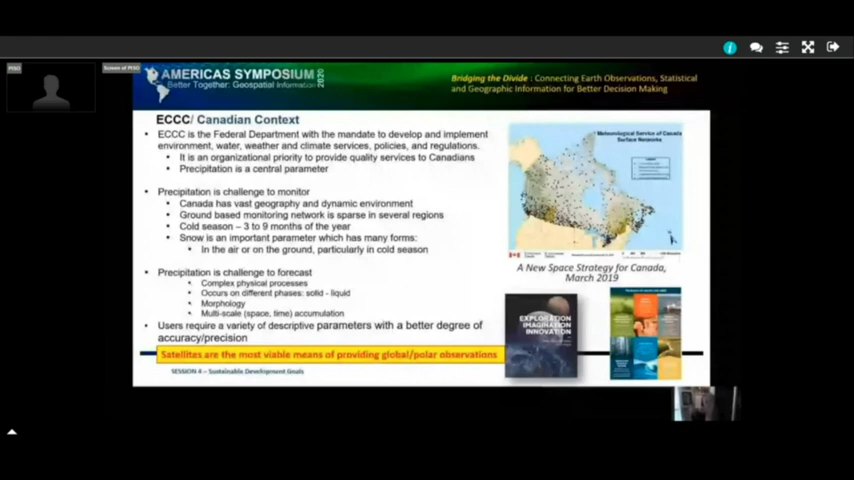 PISO
Screen of PISO
AMERICAS SYMPOSIUM 2020
Better Together: Geospatial Information
Bridging the Divide : Connecting Earth Observations, Statistical
and Geographic Information for Better Decision Making
ECCC/ Canadian Context
• ECCC is the Federal Department with the mandate to develop and implement
environment, water, weather and climate services, policies, and regulations.
• It is an organizational priority to provide quality services to Canadians
• Precipitation is a central parameter
• Precipitation is challenge to monitor
• Canada has vast geography and dynamic environment
• Ground based monitoring network is sparse in several regions
• Cold season – 3 to 9 months of the year
• Snow is an important parameter which has many forms:
• In the air or on the ground, particularly in cold season
• Precipitation is challenge to forecast
• Complex physical processes
• Occurs on different phases: solid - liquid
• Morphology
• Multi-scale (space, time) accumulation
• Users require a variety of descriptive parameters with a better degree of
accuracy/precision
Satellites are the most viable means of providing global/polar observations
SESSION 4 – Sustainable Development Goals
Meteorological Service of Canada
Surface Networks
A New Space Strategy for Canada,
March 2019
EXPLORATION
IMAGINATION
INNOVATION